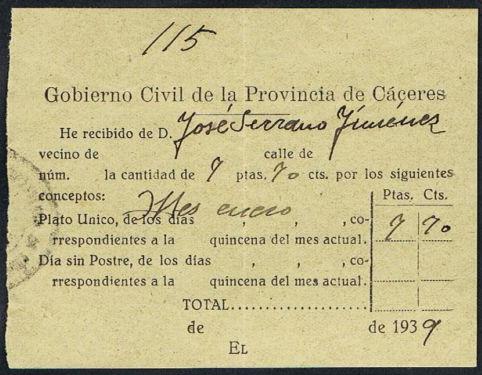 115
Gobierno Civil de la Provincia de Cáceres
He recibido de D. José Serrano Jiménez
vecino de calle de
núm. la cantidad de 7 ptas. 70 cts. por los siguientes
conceptos: Mes enero Ptas. Cts.
Plato Unico, de los días , , , co- 7 70
rrespondientes a la quincena del mes actual.
Día sin Postre, de los días , , , co-
rrespondientes a la quincena del mes actual.
TOTAL
de de 1939
EL